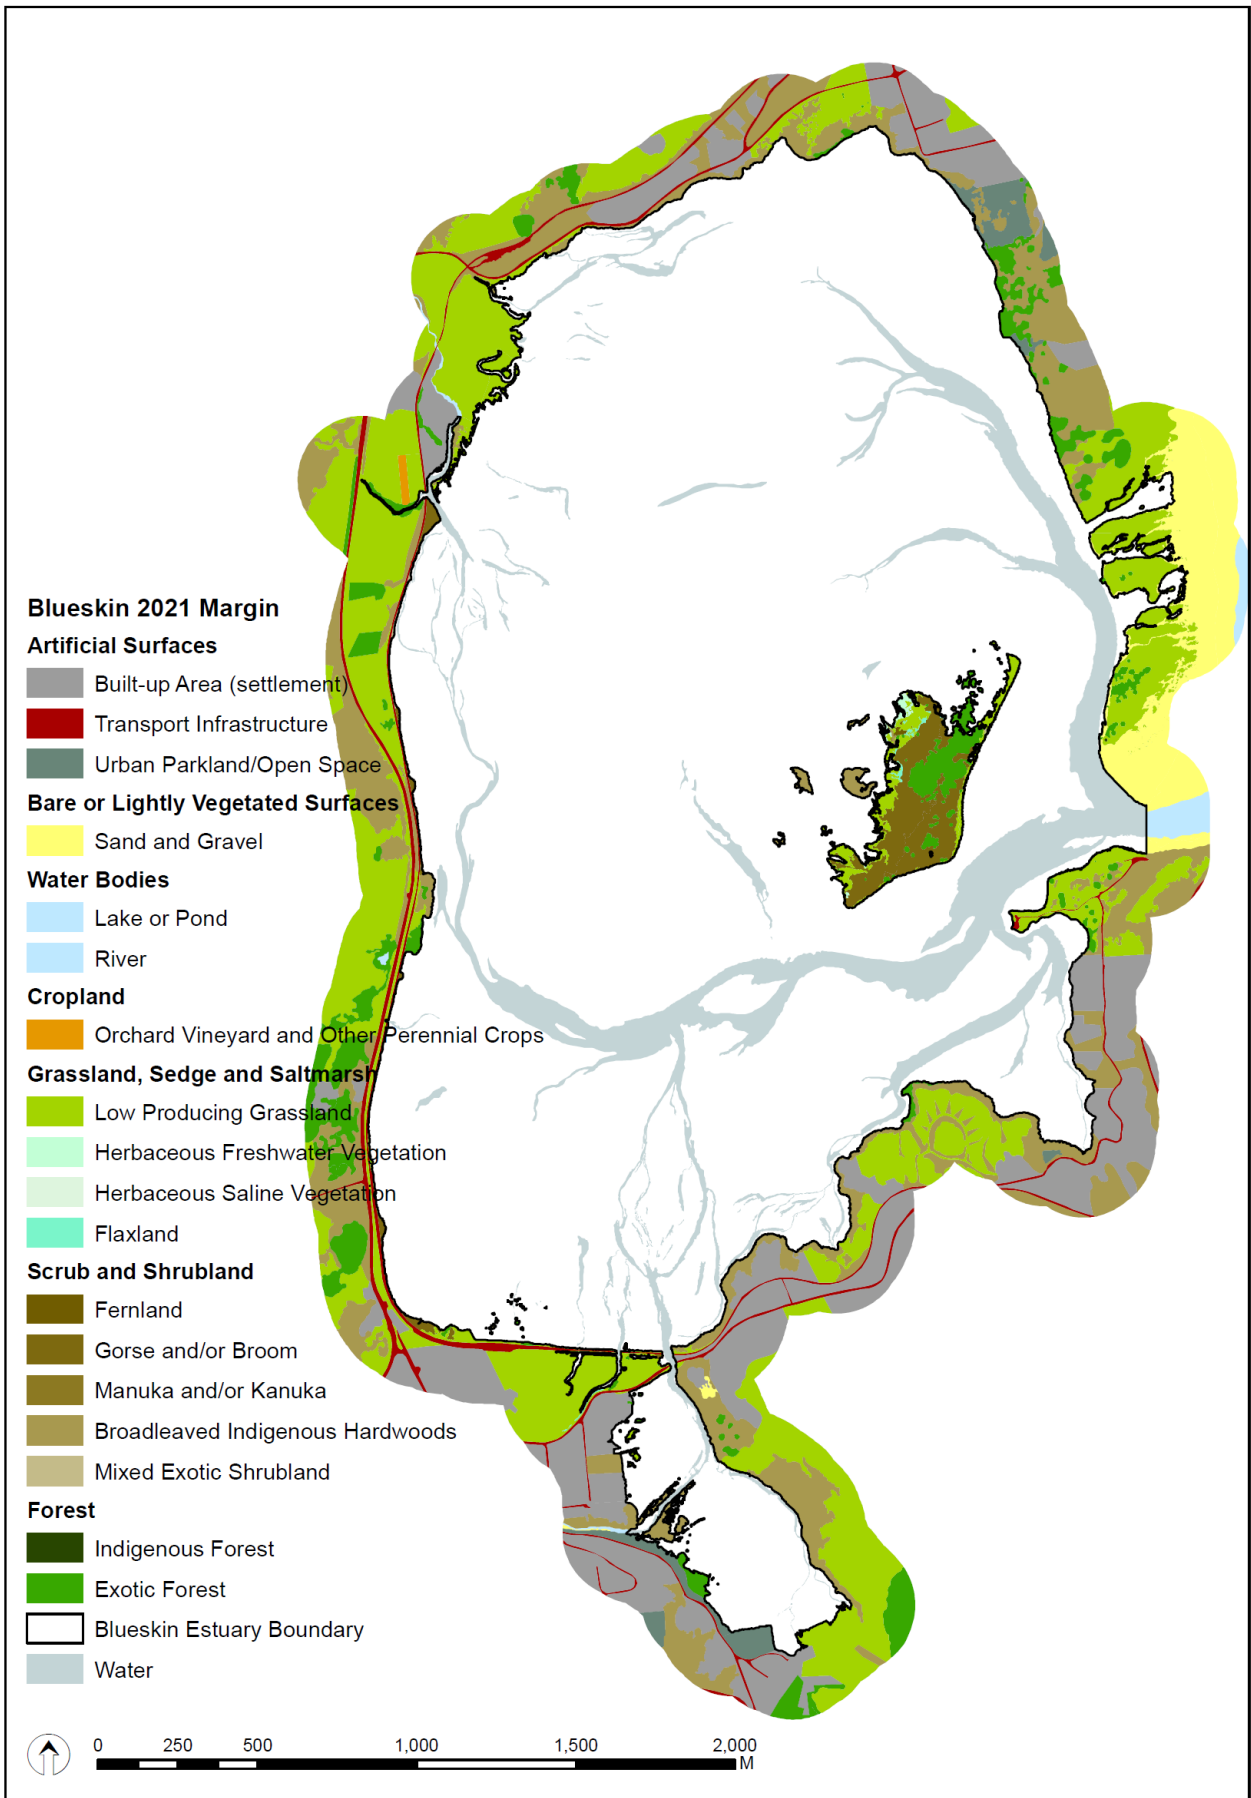 Blueskin 2021 Margin
Artificial Surfaces
Built-up Area (settlement)
Transport Infrastructure
Urban Parkland/Open Space
Bare or Lightly Vegetated Surfaces
Sand and Gravel
Water Bodies
Lake or Pond
River
Cropland
Orchard Vineyard and Other Perennial Crops
Grassland, Sedge and Saltmarsh
Low Producing Grassland
Herbaceous Freshwater Vegetation
Herbaceous Saline Vegetation
Flaxland
Scrub and Shrubland
Fernland
Gorse and/or Broom
Manuka and/or Kanuka
Broadleaved Indigenous Hardwoods
Mixed Exotic Shrubland
Forest
Indigenous Forest
Exotic Forest
Blueskin Estuary Boundary
Water
0 250 500 1,000 1,500 2,000
M